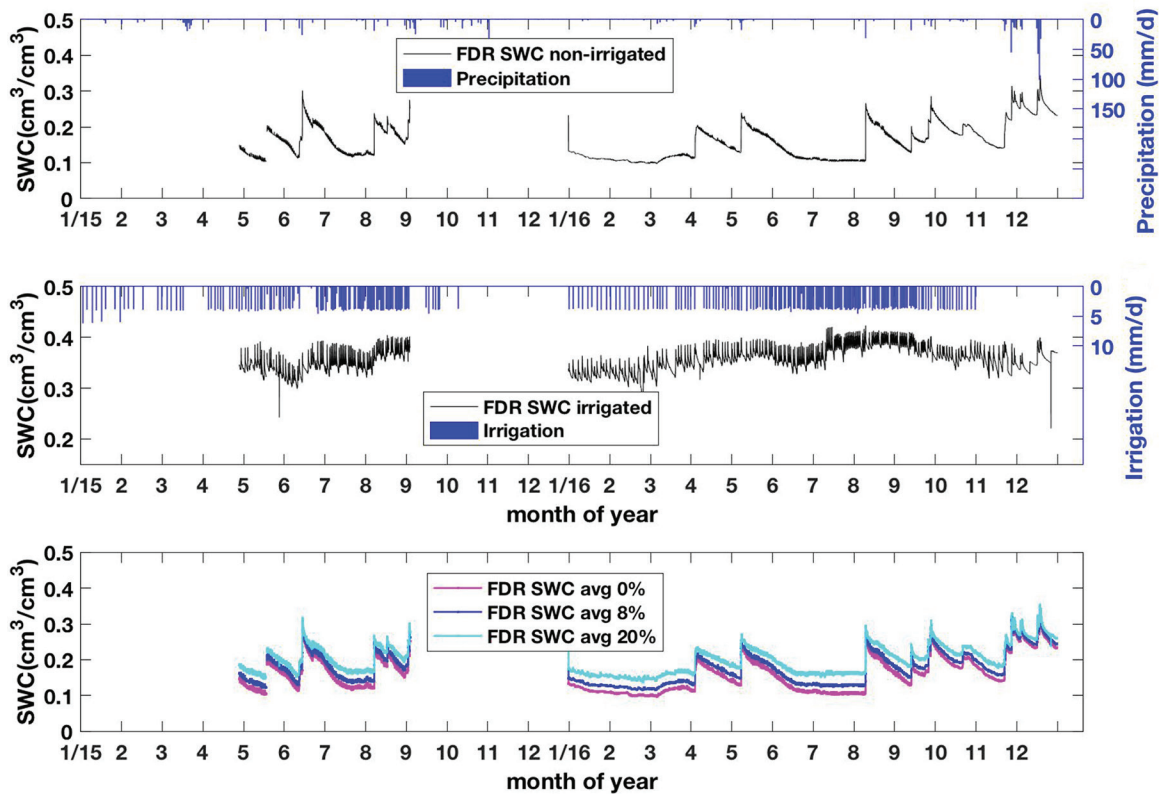 0.5
0.4
0.3
0.2
0.1
0
SWC(cm³/cm³)
FDR SWC non-irrigated
Precipitation
0
50
100
150
Precipitation (mm/d)
1/15 2 3 4 5 6 7 8 9 10 11 12 1/16 2 3 4 5 6 7 8 9 10 11 12
0.5
0.4
0.3
0.2
SWC(cm³/cm³)
FDR SWC irrigated
Irrigation
0
5
10
Irrigation (mm/d)
1/15 2 3 4 5 6 7 8 9 10 11 12 1/16 2 3 4 5 6 7 8 9 10 11 12
month of year
0.5
0.4
0.3
0.2
0.1
0
SWC(cm³/cm³)
FDR SWC avg 0%
FDR SWC avg 8%
FDR SWC avg 20%
1/15 2 3 4 5 6 7 8 9 10 11 12 1/16 2 3 4 5 6 7 8 9 10 11 12
month of year